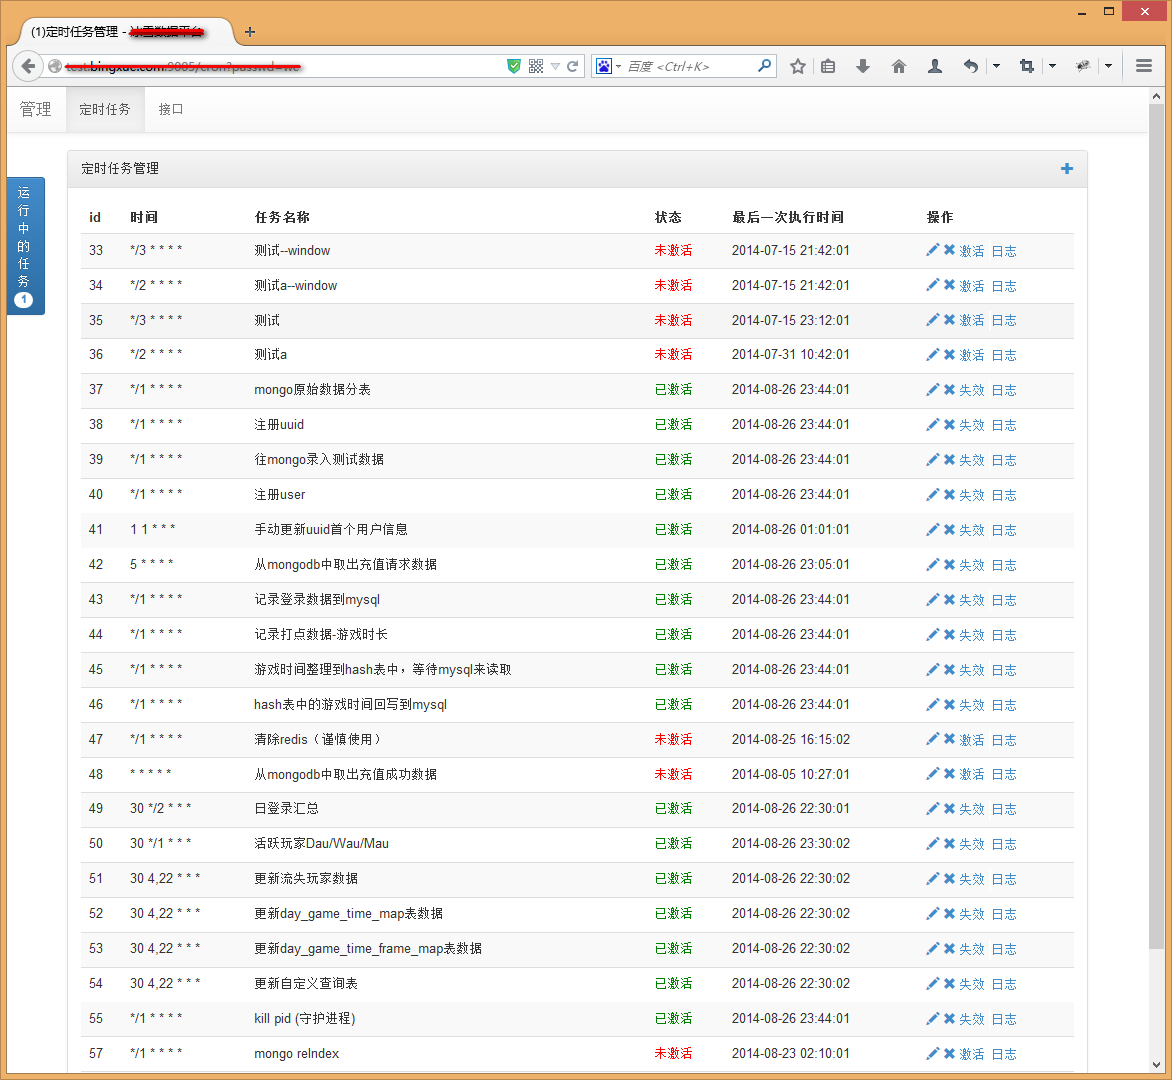 (1)定时任务管理 -
百度 <Ctrl+K>
管理 定时任务 接口
定时任务管理
运行中的任务 1
id 时间 任务名称 状态 最后一次执行时间 操作
33 */3 * * * * 测试--window 未激活 2014-07-15 21:42:01 激活 日志
34 */2 * * * * 测试a--window 未激活 2014-07-15 21:42:01 激活 日志
35 */3 * * * * 测试 未激活 2014-07-15 23:12:01 激活 日志
36 */2 * * * * 测试a 未激活 2014-07-31 10:42:01 激活 日志
37 */1 * * * * mongo原始数据分表 已激活 2014-08-26 23:44:01 失效 日志
38 */1 * * * * 注册uuid 已激活 2014-08-26 23:44:01 失效 日志
39 */1 * * * * 往mongo录入测试数据 已激活 2014-08-26 23:44:01 失效 日志
40 */1 * * * * 注册user 已激活 2014-08-26 23:44:01 失效 日志
41 1 1 * * * 手动更新uuid首个用户信息 已激活 2014-08-26 01:01:01 失效 日志
42 5 * * * * 从mongodb中取出充值请求数据 已激活 2014-08-26 23:05:01 失效 日志
43 */1 * * * * 记录登录数据到mysql 已激活 2014-08-26 23:44:01 失效 日志
44 */1 * * * * 记录打点数据-游戏时长 已激活 2014-08-26 23:44:01 失效 日志
45 */1 * * * * 游戏时间整理到hash表中，等待mysql来读取 已激活 2014-08-26 23:44:01 失效 日志
46 */1 * * * * hash表中的游戏时间回写到mysql 已激活 2014-08-26 23:44:01 失效 日志
47 */1 * * * * 清除redis（谨慎使用） 未激活 2014-08-25 16:15:02 激活 日志
48 * * * * * 从mongodb中取出充值成功数据 未激活 2014-08-05 10:27:01 激活 日志
49 30 */2 * * * 日登录汇总 已激活 2014-08-26 22:30:01 失效 日志
50 30 */1 * * * 活跃玩家Dau/Wau/Mau 已激活 2014-08-26 23:30:02 失效 日志
51 30 4,22 * * * 更新流失玩家数据 已激活 2014-08-26 22:30:02 失效 日志
52 30 4,22 * * * 更新day_game_time_map表数据 已激活 2014-08-26 22:30:02 失效 日志
53 30 4,22 * * * 更新day_game_time_frame_map表数据 已激活 2014-08-26 22:30:02 失效 日志
54 30 4,22 * * * 更新自定义查询表 已激活 2014-08-26 22:30:02 失效 日志
55 */1 * * * * kill pid (守护进程) 已激活 2014-08-26 23:44:01 失效 日志
57 */1 * * * * mongo reIndex 未激活 2014-08-23 02:10:01 激活 日志